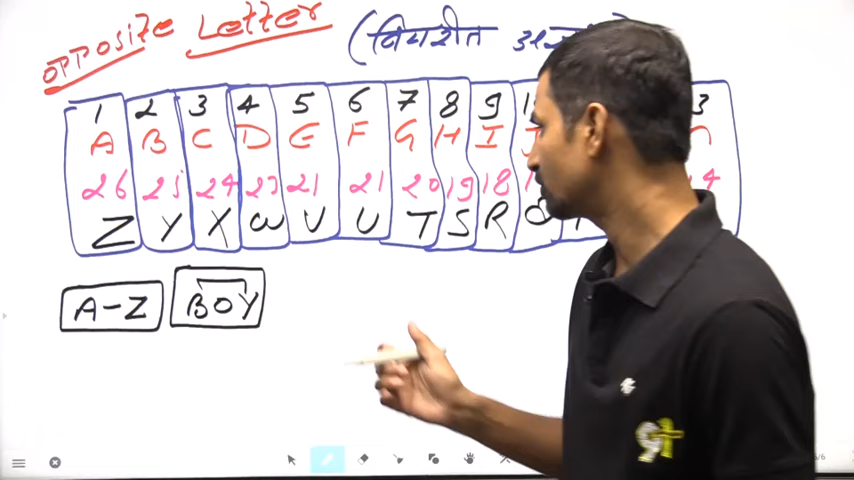 OPPOSITE Letter
(विपरीत
1 2 3 4 5 6 7 8 9
A B C D E F G H I J
26 25 24 23 21 21 20 19 18 14
Z Y X W V U T S R Q
A-Z BOY